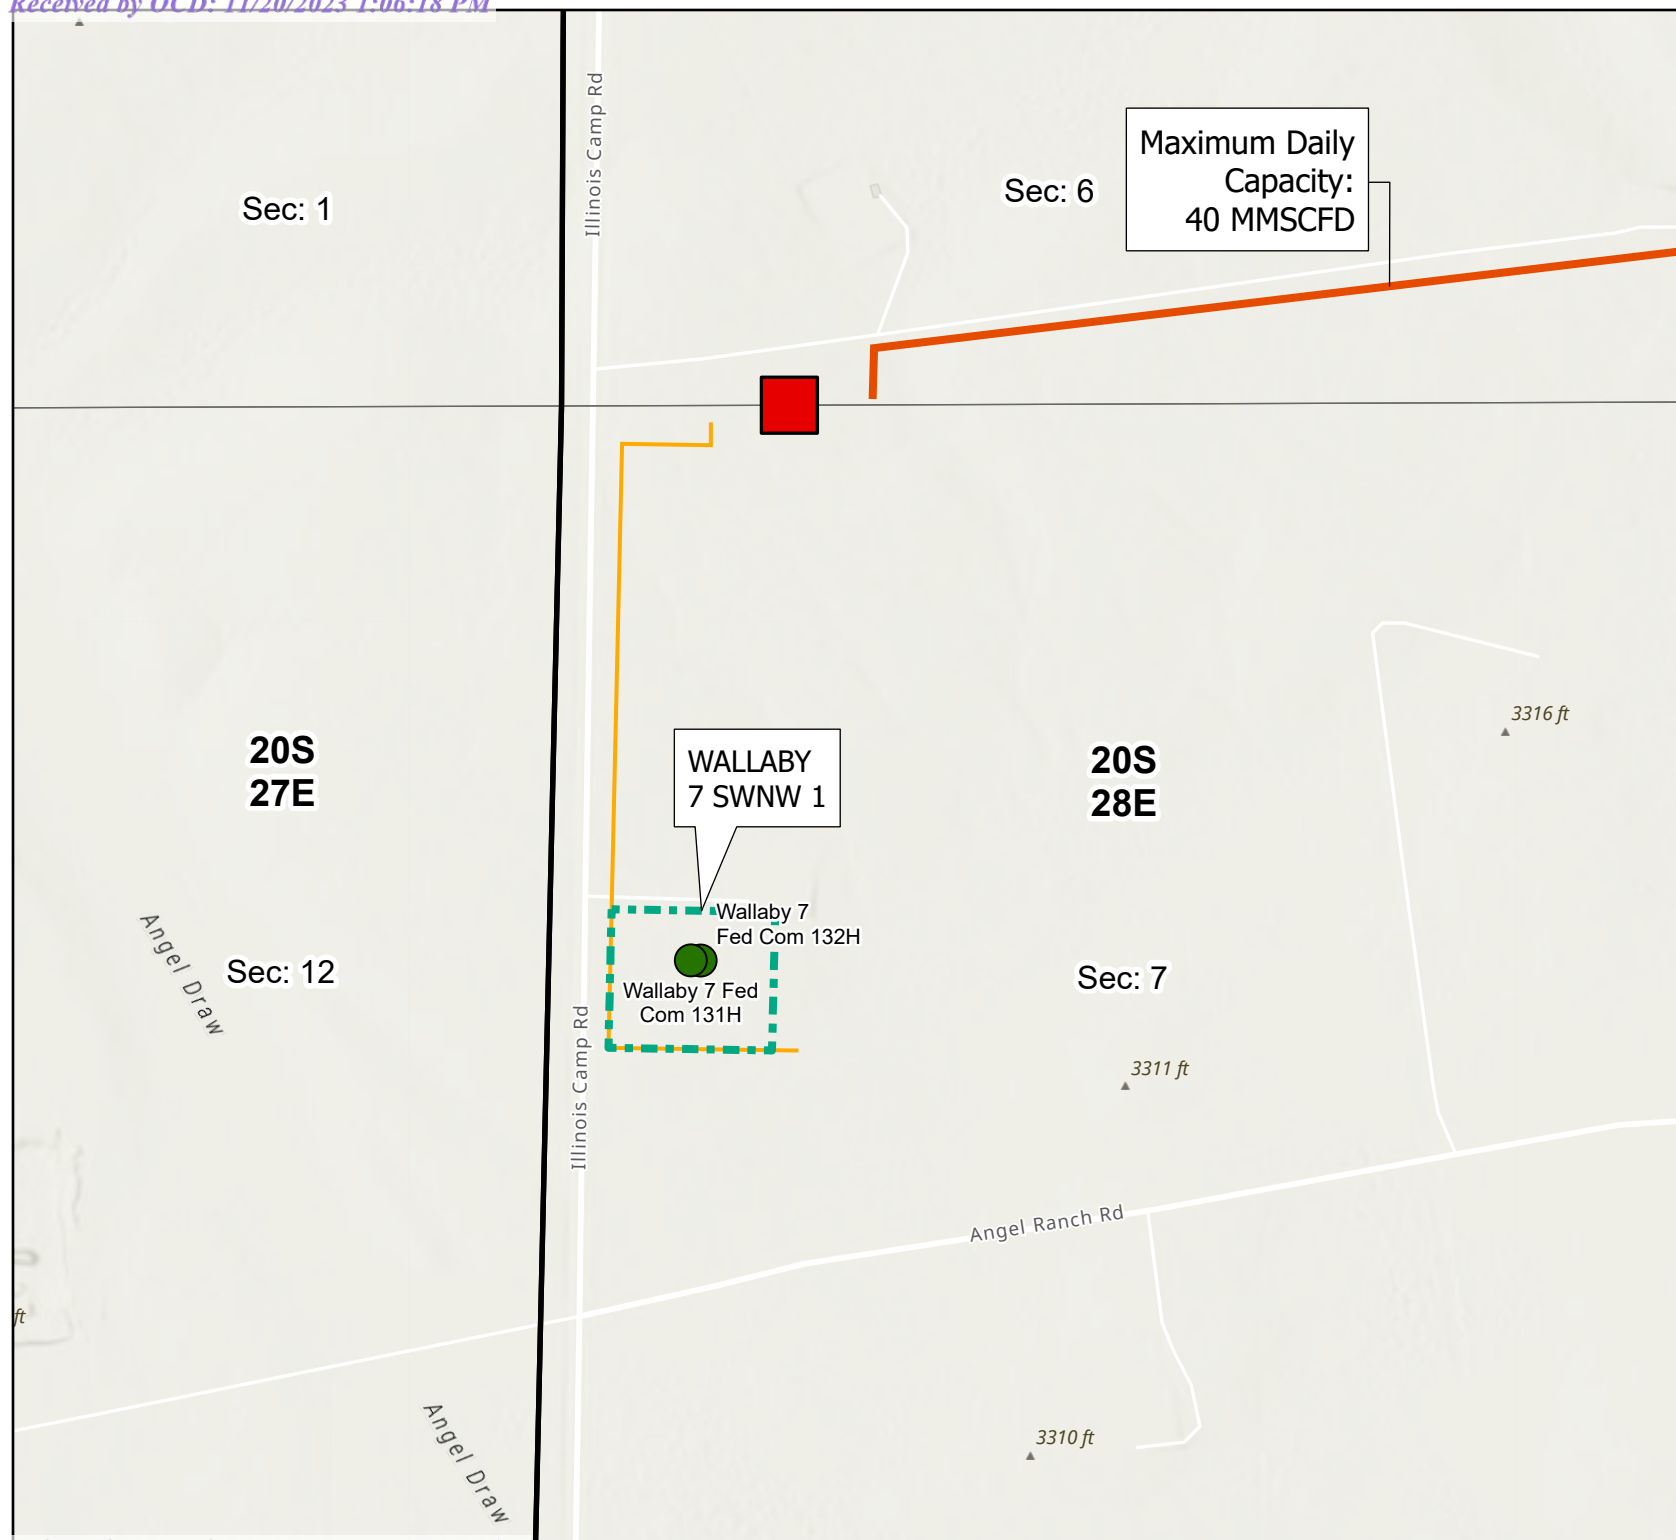 Received by OCD: 11/20/2023 1:06:18 PM
Illinois Camp Rd
Maximum Daily
Capacity:
40 MMSCFD
Sec: 1
Sec: 6
3316 ft
20S
27E
WALLABY
7 SWNW 1
20S
28E
Wallaby 7
Fed Com 132H
Angel Draw
Sec: 12
Sec: 7
Wallaby 7 Fed
Com 131H
Illinois Camp Rd
3311 ft
Angel Ranch Rd
ft
Angel Draw
3310 ft